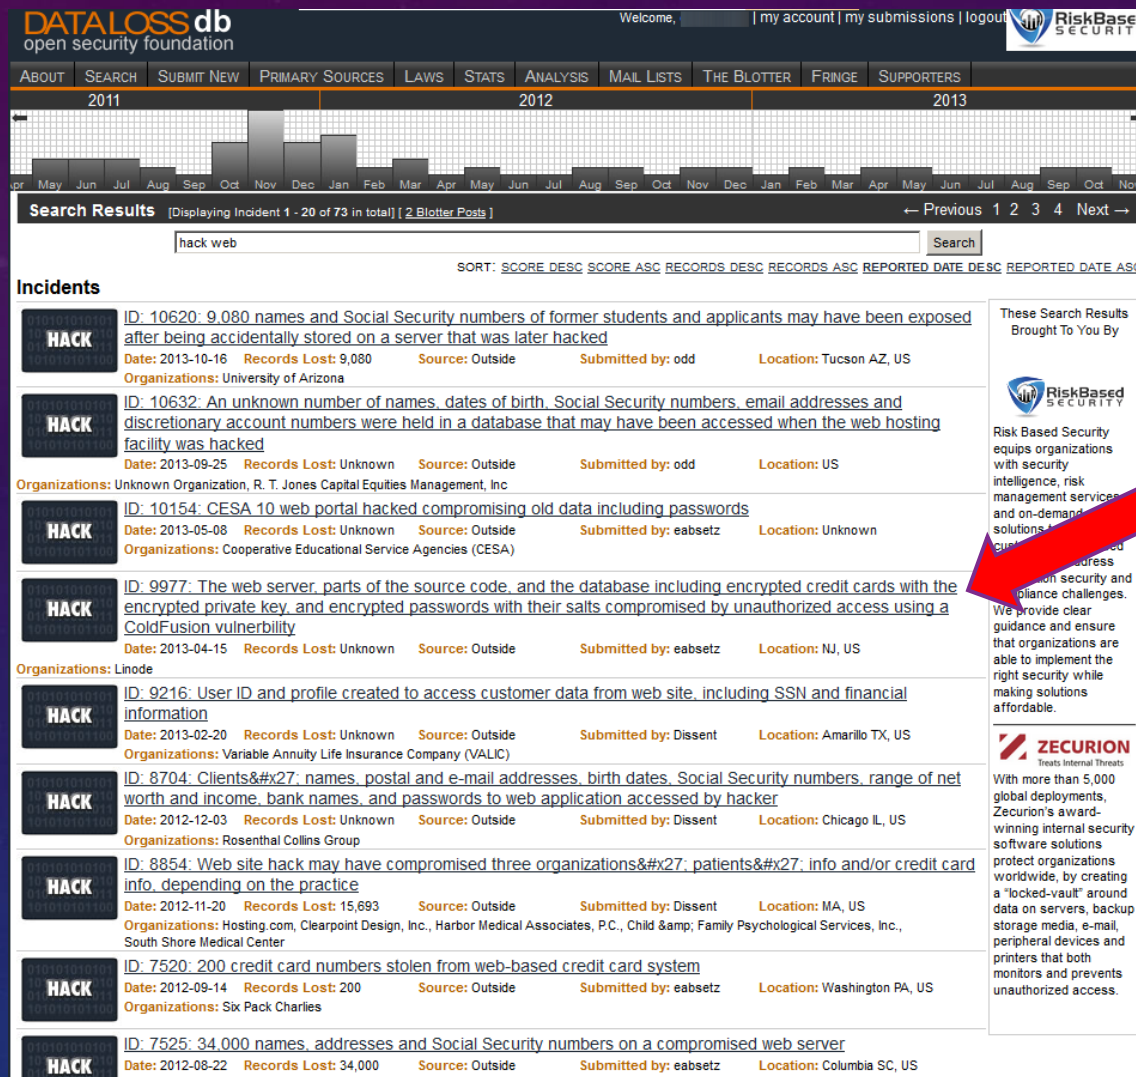 DATALOSS db
open security foundation
Welcome, | my account | my submissions | logout
RiskBase
SECURIT
ABOUT SEARCH SUBMIT NEW PRIMARY SOURCES LAWS STATS ANALYSIS MAIL LISTS THE BLOTTER FRINGE SUPPORTERS
2011 2012 2013
pr May Jun Jul Aug Sep Oct Nov Dec Jan Feb Mar Apr May Jun Jul Aug Sep Oct Nov Dec Jan Feb Mar Apr May Jun Jul Aug Sep Oct Nov
Search Results [Displaying Incident 1 - 20 of 73 in total] [ 2 Blotter Posts ] ← Previous 1 2 3 4 Next →
hack web Search
SORT: SCORE DESC SCORE ASC RECORDS DESC RECORDS ASC REPORTED DATE DESC REPORTED DATE ASC
Incidents
HACK
ID: 10620: 9,080 names and Social Security numbers of former students and applicants may have been exposed
after being accidentally stored on a server that was later hacked
Date: 2013-10-16 Records Lost: 9,080 Source: Outside Submitted by: odd Location: Tucson AZ, US
Organizations: University of Arizona
HACK
ID: 10632: An unknown number of names, dates of birth, Social Security numbers, email addresses and
discretionary account numbers were held in a database that may have been accessed when the web hosting
facility was hacked
Date: 2013-09-25 Records Lost: Unknown Source: Outside Submitted by: odd Location: US
Organizations: Unknown Organization, R. T. Jones Capital Equities Management, Inc
HACK
ID: 10154: CESA 10 web portal hacked compromising old data including passwords
Date: 2013-05-08 Records Lost: Unknown Source: Outside Submitted by: eabsetz Location: Unknown
Organizations: Cooperative Educational Service Agencies (CESA)
HACK
ID: 9977: The web server, parts of the source code, and the database including encrypted credit cards with the
encrypted private key, and encrypted passwords with their salts compromised by unauthorized access using a
ColdFusion vulnerbility
Date: 2013-04-15 Records Lost: Unknown Source: Outside Submitted by: eabsetz Location: NJ, US
Organizations: Linode
HACK
ID: 9216: User ID and profile created to access customer data from web site, including SSN and financial
information
Date: 2013-02-20 Records Lost: Unknown Source: Outside Submitted by: Dissent Location: Amarillo TX, US
Organizations: Variable Annuity Life Insurance Company (VALIC)
HACK
ID: 8704: Clients&#x27; names, postal and e-mail addresses, birth dates, Social Security numbers, range of net
worth and income, bank names, and passwords to web application accessed by hacker
Date: 2012-12-03 Records Lost: Unknown Source: Outside Submitted by: Dissent Location: Chicago IL, US
Organizations: Rosenthal Collins Group
HACK
ID: 8854: Web site hack may have compromised three organizations&#x27; patients&#x27; info and/or credit card
info, depending on the practice
Date: 2012-11-20 Records Lost: 15,693 Source: Outside Submitted by: Dissent Location: MA, US
Organizations: Hosting.com, Clearpoint Design, Inc., Harbor Medical Associates, P.C., Child &amp; Family Psychological Services, Inc.,
South Shore Medical Center
HACK
ID: 7520: 200 credit card numbers stolen from web-based credit card system
Date: 2012-09-14 Records Lost: 200 Source: Outside Submitted by: eabsetz Location: Washington PA, US
Organizations: Six Pack Charlies
HACK
ID: 7525: 34,000 names, addresses and Social Security numbers on a compromised web server
Date: 2012-08-22 Records Lost: 34,000 Source: Outside Submitted by: eabsetz Location: Columbia SC, US
These Search Results
Brought To You By
RiskBased
SECURITY
Risk Based Security
equips organizations
with security
intelligence, risk
management services
and on-demand
solutions
security and
challenges.
We provide clear
guidance and ensure
that organizations are
able to implement the
right security while
making solutions
affordable.
ZECURION
Treats Internal Threats
With more than 5,000
global deployments,
Zecurion's award-
winning internal security
software solutions
protect organizations
worldwide, by creating
a "locked-vault" around
data on servers, backup
storage media, e-mail,
peripheral devices and
printers that both
monitors and prevents
unauthorized access.